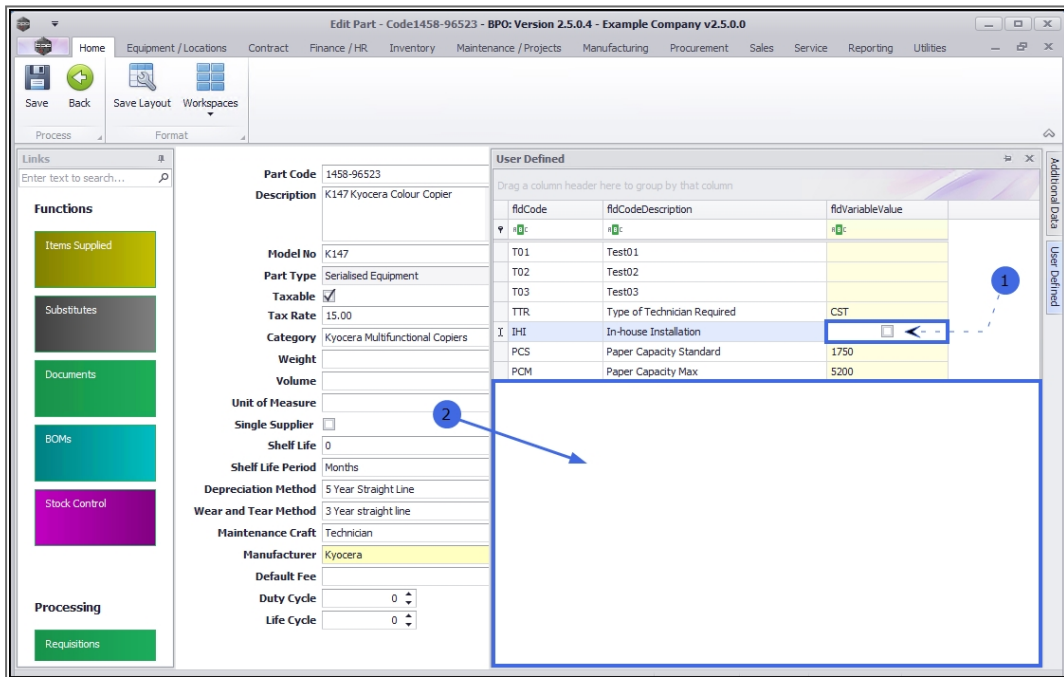 Edit Part - Code1458-96523 - BPO: Version 2.5.0.4 - Example Company v2.5.0.0
Home Equipment / Locations Contract Finance / HR Inventory Maintenance / Projects Manufacturing Procurement Sales Service Reporting Utilities
Save Back Save Layout Workspaces
Process Format
Links
Enter text to search...
Functions
Items Supplied
Substitutes
Documents
BOMs
Stock Control
Processing
Requisitions
Part Code 1458-96523
Description K147 Kyocera Colour Copier
Model No K147
Part Type Serialised Equipment
Taxable
Tax Rate 15.00
Category Kyocera Multifunctional Copiers
Weight
Volume
Unit of Measure
Single Supplier
Shelf Life 0
Shelf Life Period Months
Depreciation Method 5 Year Straight Line
Wear and Tear Method 3 Year straight line
Maintenance Craft Technician
Manufacturer Kyocera
Default Fee
Duty Cycle 0
Life Cycle 0
User Defined
Drag a column header here to group by that column
fldCode fldCodeDescription fldVariableValue
ABC ABC ABC
T01 Test01
T02 Test02
T03 Test03
TTR Type of Technician Required CST
IHI In-house Installation
PCS Paper Capacity Standard 1750
PCM Paper Capacity Max 5200
1
2
Additional Data
User Defined